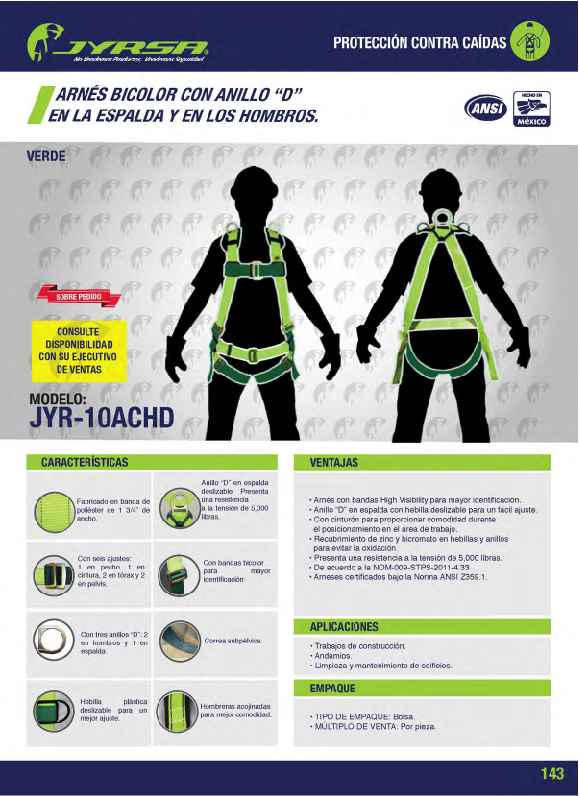 JYRSA®
No Vendemos Productos, Vendemos Seguridad
PROTECCIÓN CONTRA CAÍDAS
ARNÉS BICOLOR CON ANILLO “D”
EN LA ESPALDA Y EN LOS HOMBROS.
ANSI
HECHO EN
MÉXICO
VERDE
SOBRE PEDIDO
CONSULTE
DISPONIBILIDAD
CON SU EJECUTIVO
DE VENTAS
MODELO:
JYR-10ACHD
CARACTERÍSTICAS
Fabricado en banda de
poliéster de 1 3/4" de
ancho.
Anillo “D” en espalda
deslizable Presenta
una resistencia
a la tensión de 5,000
libras.
Con seis ajustes:
1 en pecho, 1 en
cintura, 2 en tórax y 2
en pelvis.
Con bandas bicolor
para mayor
identificación
Con tres anillos “D”: 2
en hombros y 1 en
espalda
Correa subpélvica
Hebilla plástica
deslizable para un
mejor ajuste.
Hombreras acojinadas
para mejor comodidad.
VENTAJAS
• Arnés con bandas High Visibility para mayor identificación.
• Anillo “D” en espalda con hebilla deslizable para un facil ajuste.
• Con cinturón para proporcionar comodidad durante
el posicionamiento en el area de trabajo.
• Recubrimiento de zinc y bicromato en hebillas y anillos
para evitar la oxidación.
• Presenta una resistencia a la tensión de 5,000 libras.
• De acuerdo a la NOM-009-STPS-2011-4.33
• Arneses certificados bajo la Norma ANSI Z359.1.
APLICACIONES
• Trabajos de construcción.
• Andamios.
• Limpieza y mantenimiento de edificios.
EMPAQUE
• TIPO DE EMPAQUE: Bolsa.
• MÚLTIPLO DE VENTA: Por pieza.
143